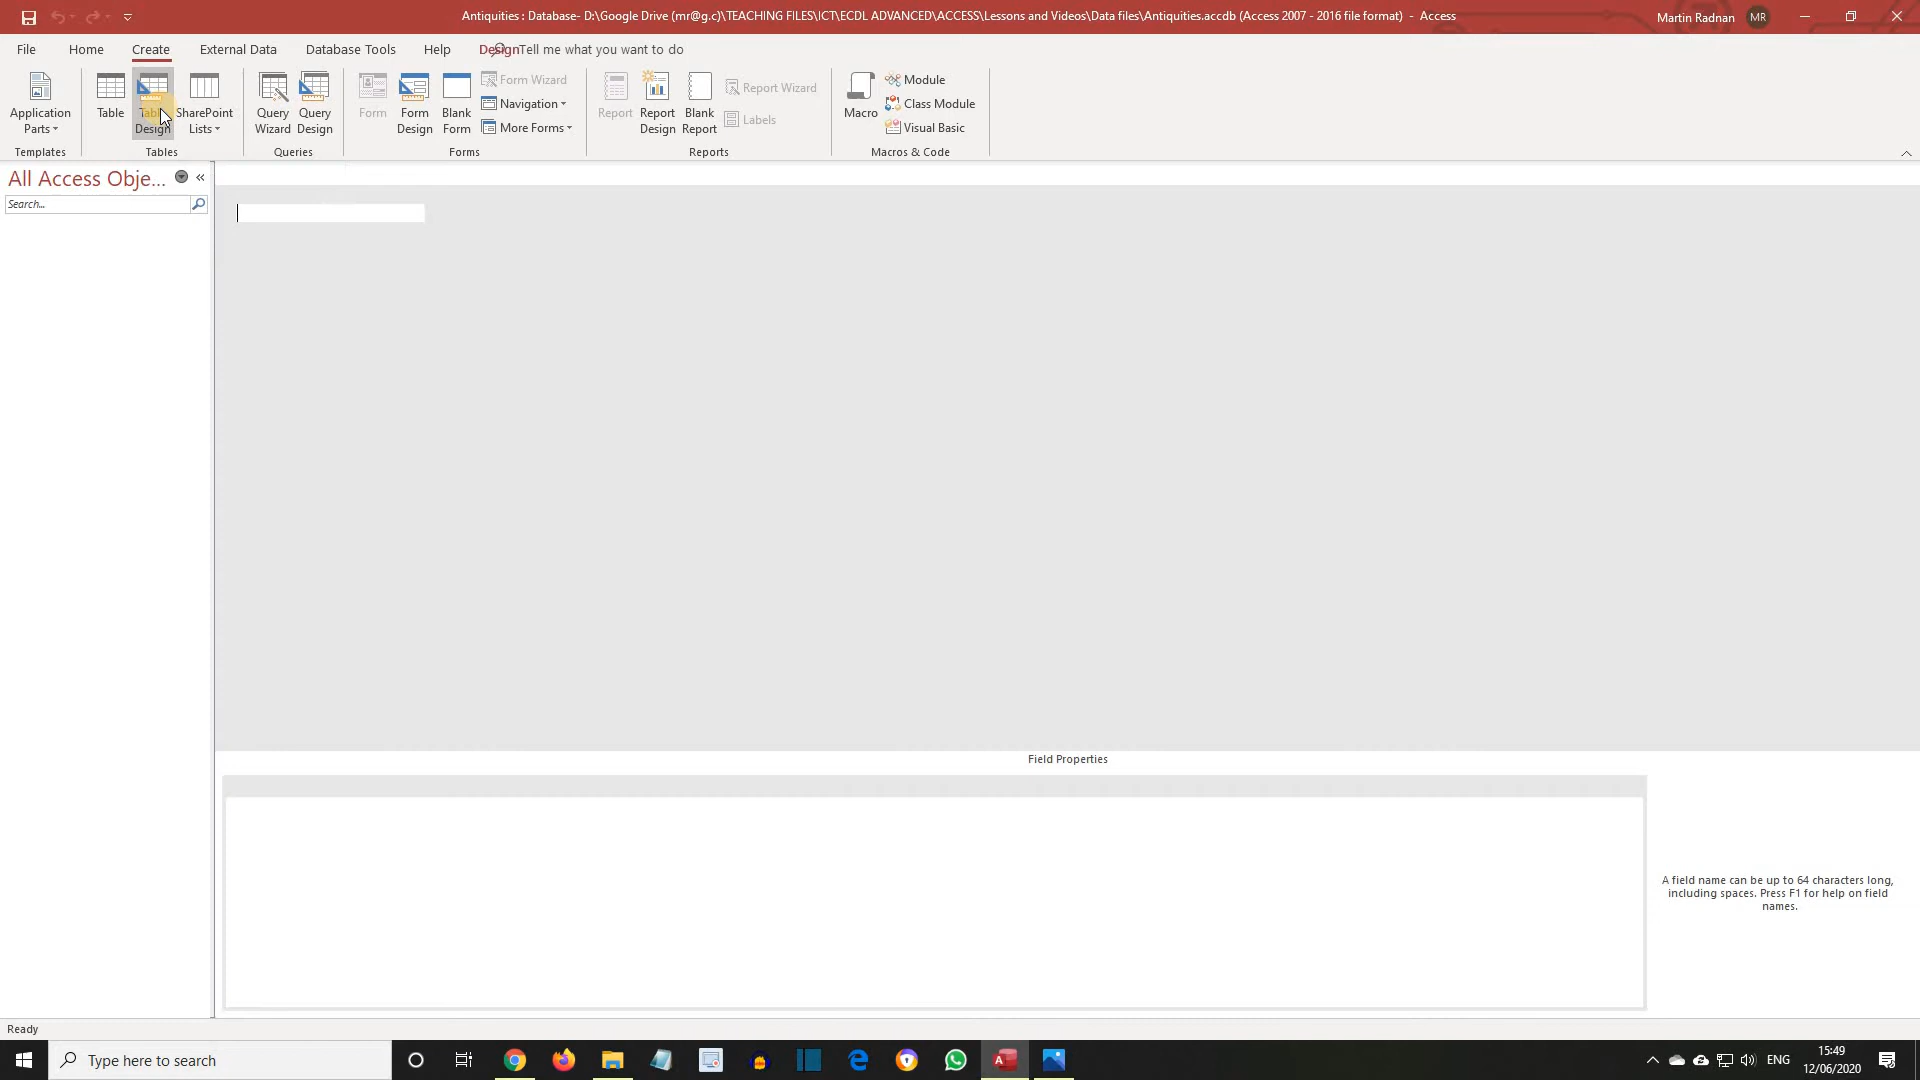 Antiquities : Database- D:\Google Drive (mr@g.c)\TEACHING FILES\ICT\ECDL ADVANCED\ACCESS\Lessons and Videos\Data files\Antiquities.accdb (Access 2007 - 2016 file format) - Access
Martin Radnan MR
File Home Create External Data Database Tools Help Design Tell me what you want to do
Application Parts
Table
Table Design
SharePoint Lists
Query Wizard
Query Design
Form
Form Design
Blank Form
Form Wizard
Navigation
More Forms
Report
Report Design
Blank Report
Report Wizard
Labels
Macro
Module
Class Module
Visual Basic
Templates Tables Queries Forms Reports Macros & Code
All Access Obje...
Search...
Field Properties
A field name can be up to 64 characters long,
including spaces. Press F1 for help on field
names.
Ready
Type here to search
ENG
15:49
12/06/2020